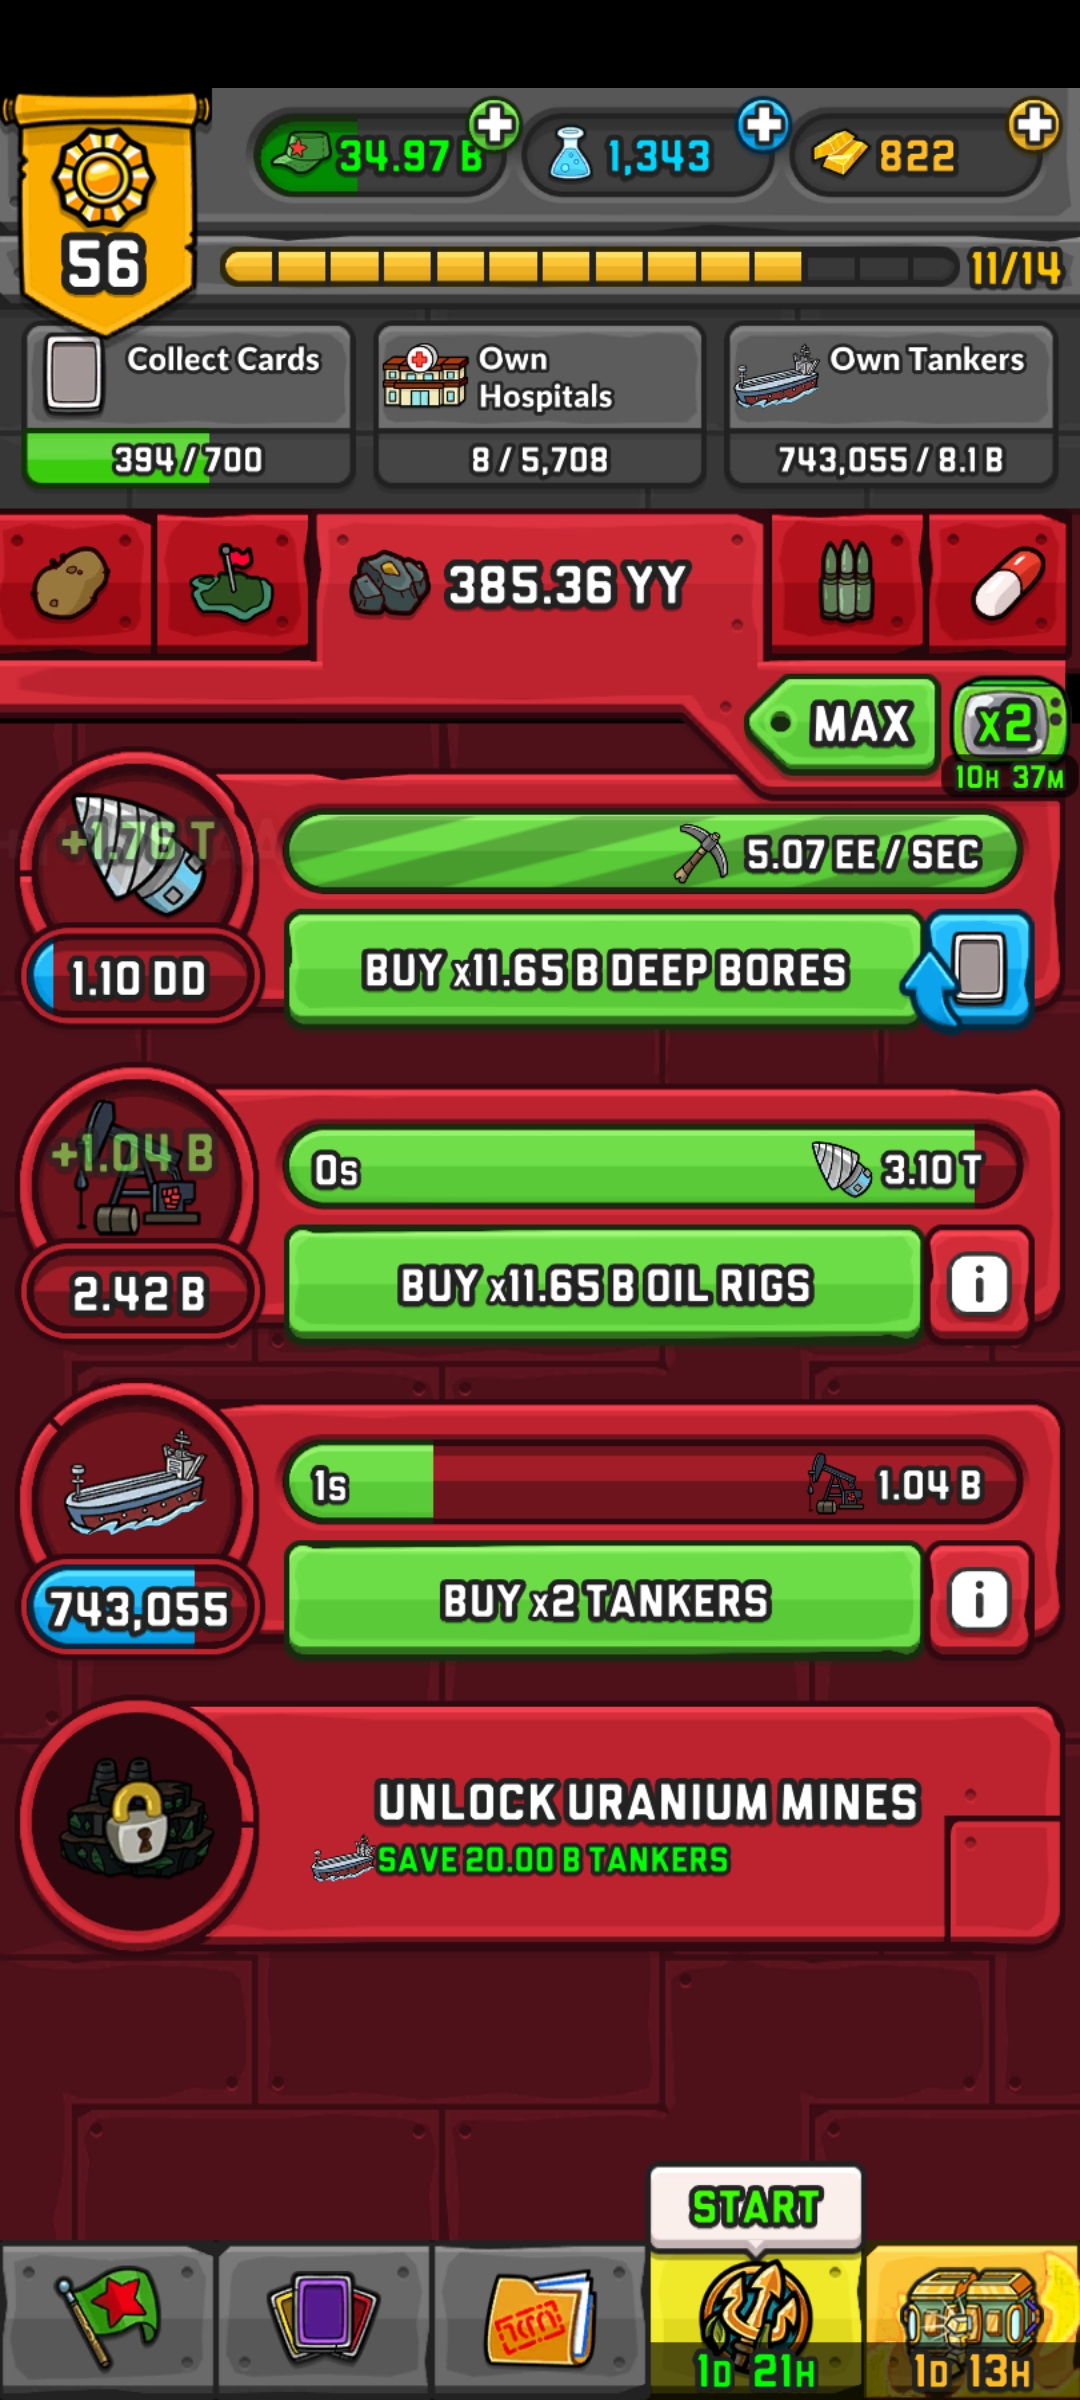 34.97 B
1,343
822
56
11/14
Collect Cards
394 / 700
Own
Hospitals
8 / 5,708
Own Tankers
743,055 / 8.1 B
385.36 YY
MAX
x2
10H 37M
+1.76 T
5.07 EE / SEC
1.10 DD
BUY x11.65 B DEEP BORES
+1.04 B
0s
3.10 T
2.42 B
BUY x11.65 B OIL RIGS
i
1s
1.04 B
743,055
BUY x2 TANKERS
i
UNLOCK URANIUM MINES
SAVE 20.00 B TANKERS
START
1D 21H
1D 13H